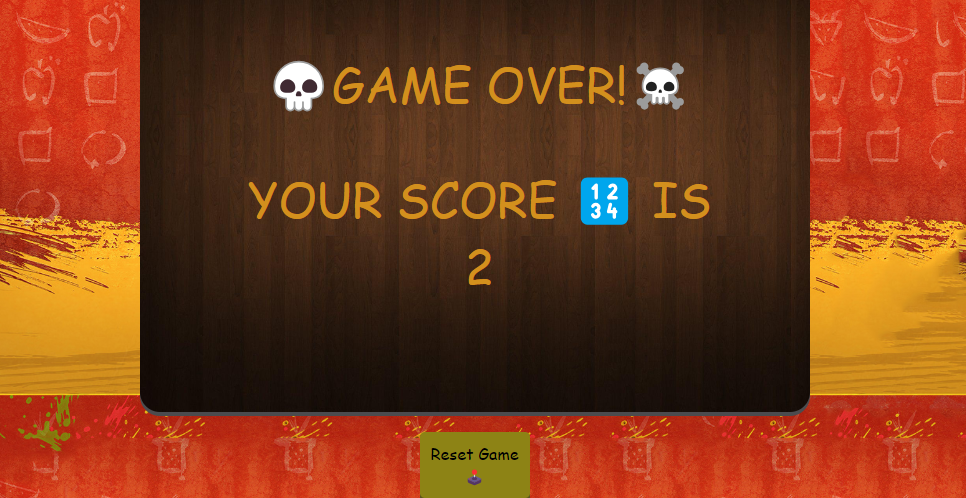 💀GAME OVER!☠️
YOUR SCORE 🔢 IS
2
Reset Game
🕹️